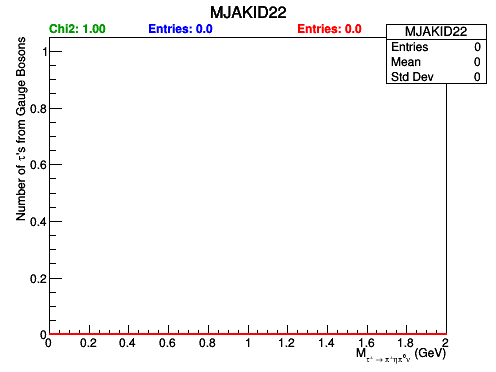 MJAKID22
Chi2: 1.00 Entries: 0.0 Entries: 0.0
MJAKID22
Entries 0
Mean 0
Std Dev 0
Number of τ's from Gauge Bosons
1
0.8
0.6
0.4
0.2
0
0 0.2 0.4 0.6 0.8 1 1.2 1.4 1.6 1.8 2
M τ⁺ → π⁺ηπ⁰ν (GeV)